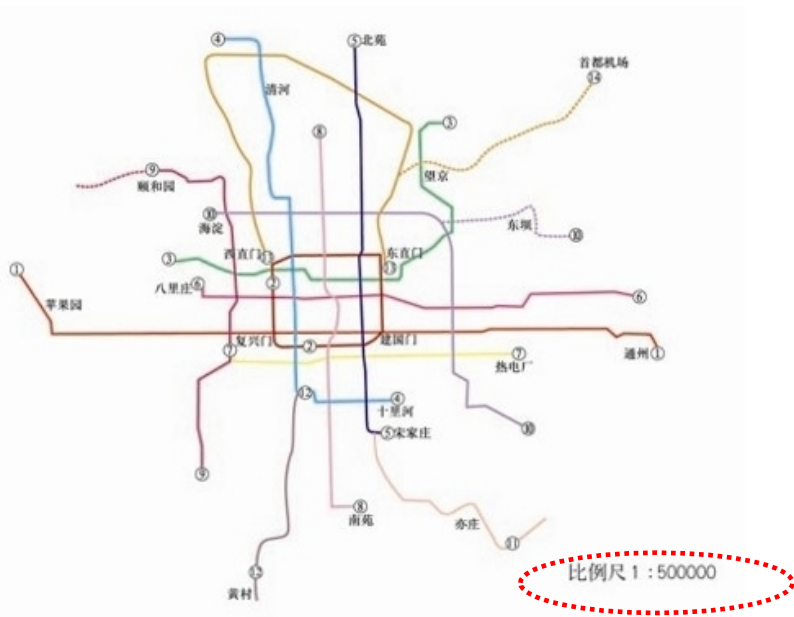 ④
⑤北苑
首都机场
⑭
清河
⑧
③
望京
⑨
颐和园
⑩
海淀
东坝
⑩
西直门⑬
东直门
⑬
③
①
②
八里庄⑥
⑥
苹果园
复兴门
②
建国门
⑦
⑦
热电厂
通州①
⑫
④
十里河
⑤宋家庄
⑨
⑧
南苑
亦庄
⑪
⑫
黄村
比例尺 1：500000